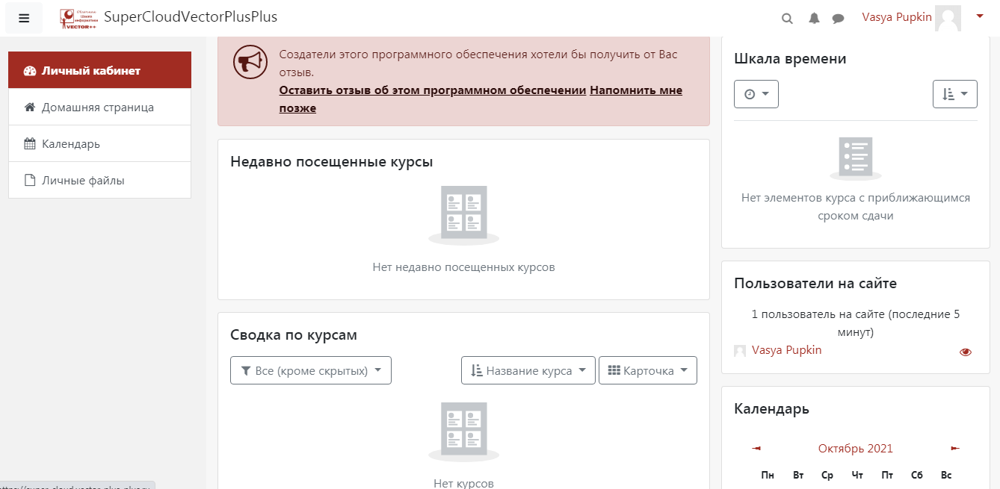 SuperCloudVectorPlusPlus
Vasya Pupkin
VECTOR++
Личный кабинет
Домашняя страница
Календарь
Личные файлы
Создатели этого программного обеспечения хотели бы получить от Вас
отзыв.
Оставить отзыв об этом программном обеспечении Напомнить мне
позже
Недавно посещенные курсы
Нет недавно посещенных курсов
Сводка по курсам
Все (кроме скрытых)
Название курса
Карточка
Нет курсов
Шкала времени
Нет элементов курса с приближающимся
сроком сдачи
Пользователи на сайте
1 пользователь на сайте (последние 5
минут)
Vasya Pupkin
Календарь
Октябрь 2021
Пн Вт Ср Чт Пт Сб Вс